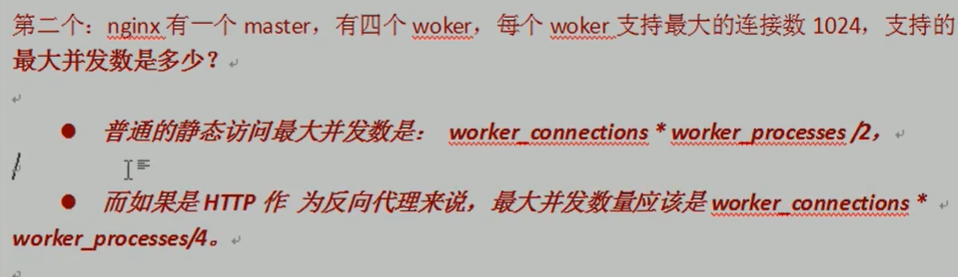 第二个：nginx 有一个 master，有四个 woker，每个 woker 支持最大的连接数 1024，支持的
最大并发数是多少？
● 普通的静态访问最大并发数是： worker_connections * worker_processes /2，
● 而如果是 HTTP 作 为反向代理来说，最大并发数量应该是 worker_connections *
worker_processes/4。